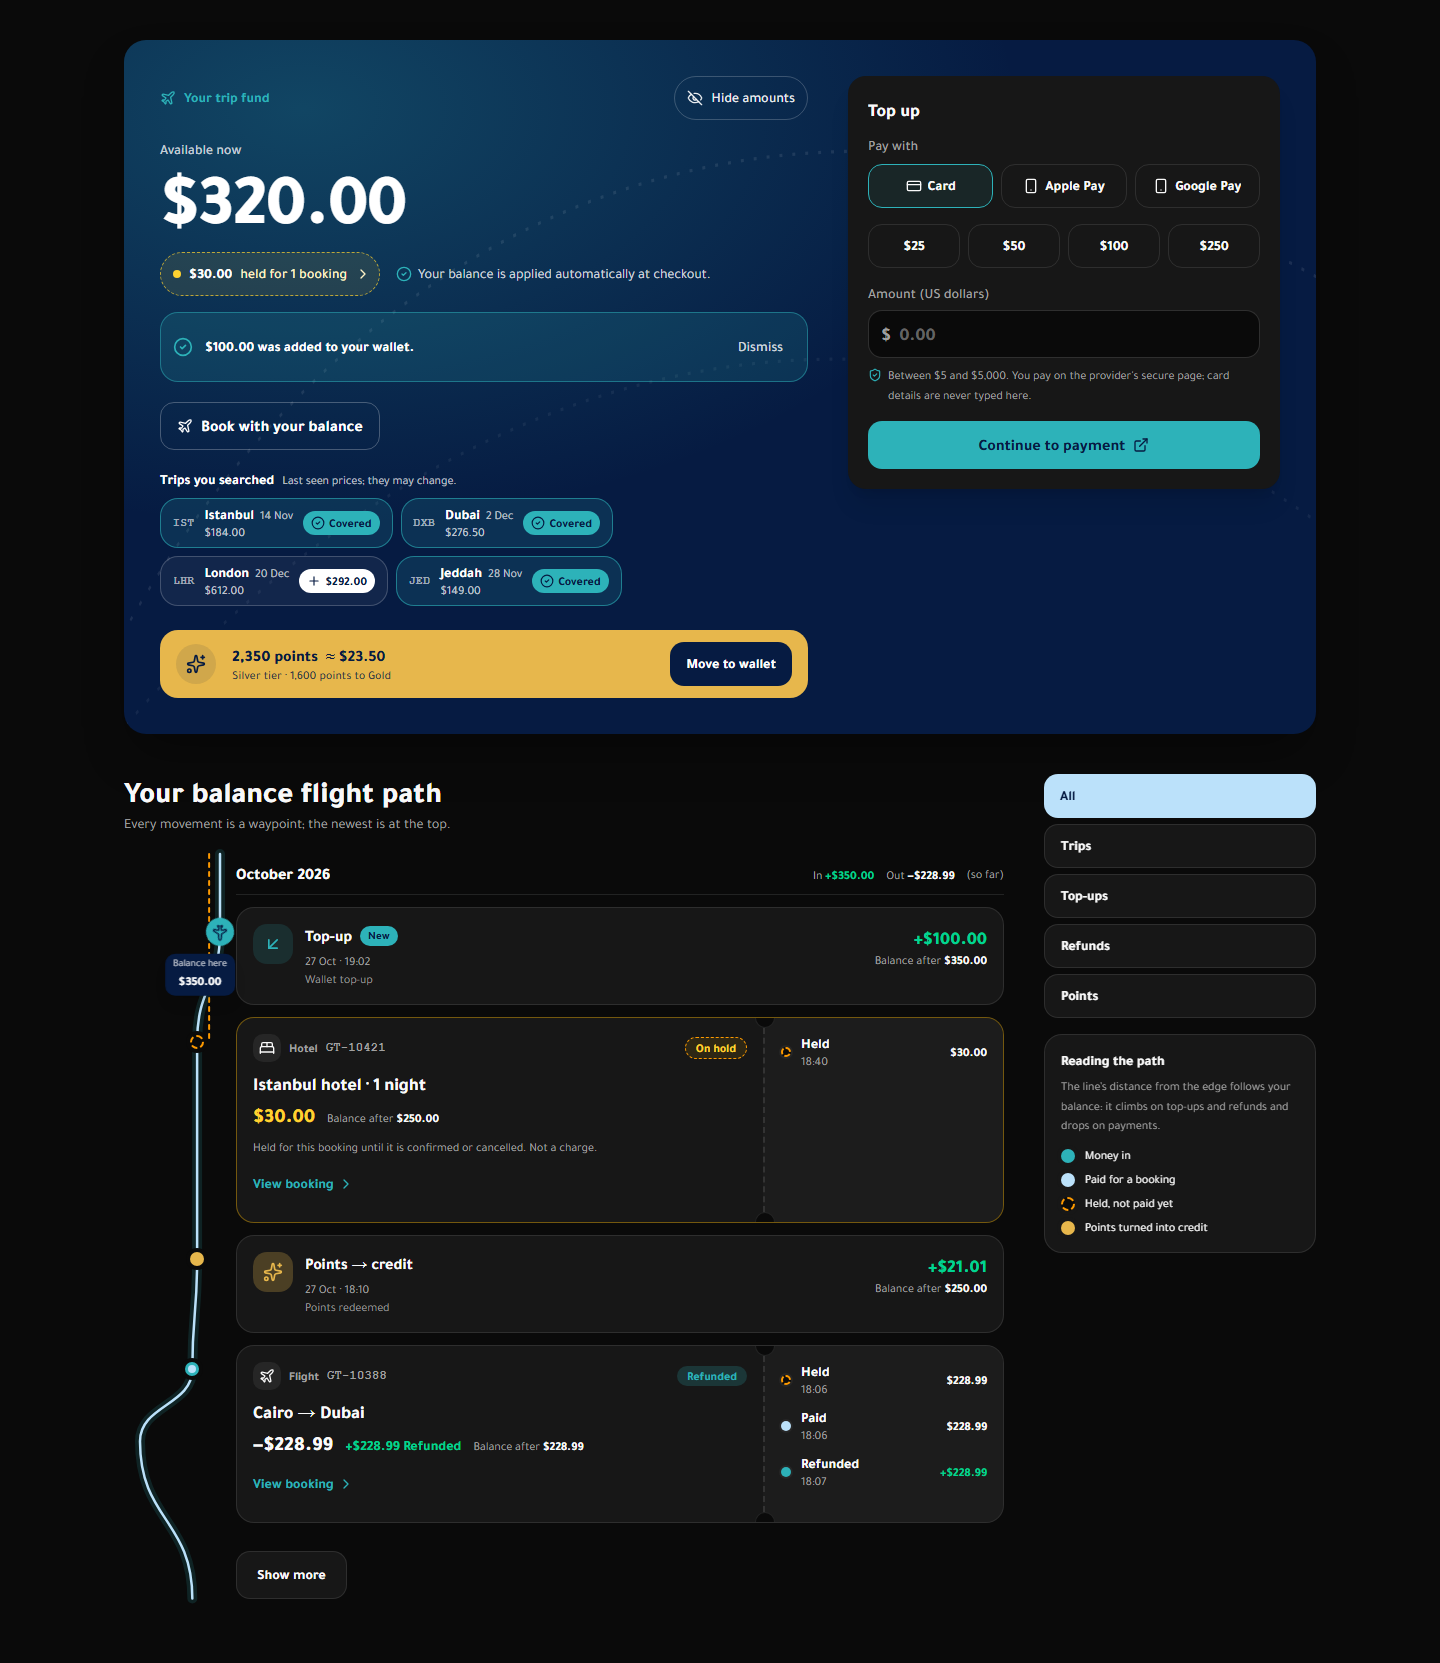 Your trip fund
Hide amounts
Available now
$320.00
$30.00 held for 1 booking
Your balance is applied automatically at checkout.
$100.00 was added to your wallet.
Dismiss
Book with your balance
Trips you searched Last seen prices; they may change.
IST Istanbul 14 Nov $184.00 Covered
DXB Dubai 2 Dec $276.50 Covered
LHR London 20 Dec $612.00 + $292.00
JED Jeddah 28 Nov $149.00 Covered
2,350 points ≈ $23.50
Silver tier · 1,600 points to Gold
Move to wallet
Top up
Pay with
Card
Apple Pay
Google Pay
$25
$50
$100
$250
Amount (US dollars)
$ 0.00
Between $5 and $5,000. You pay on the provider's secure page; card
details are never typed here.
Continue to payment
Your balance flight path
Every movement is a waypoint; the newest is at the top.
October 2026
In +$350.00 Out −$228.99 (so far)
Balance here
$350.00
Top-up New
27 Oct · 19:02
Wallet top-up
+$100.00
Balance after $350.00
Hotel GT-10421
On hold
Istanbul hotel · 1 night
$30.00 Balance after $250.00
Held for this booking until it is confirmed or cancelled. Not a charge.
View booking
Held
18:40
$30.00
Points → credit
27 Oct · 18:10
Points redeemed
+$21.01
Balance after $250.00
Flight GT-10388
Refunded
Cairo → Dubai
−$228.99 +$228.99 Refunded Balance after $228.99
View booking
Held
18:06
$228.99
Paid
18:06
$228.99
Refunded
18:07
+$228.99
Show more
All
Trips
Top-ups
Refunds
Points
Reading the path
The line's distance from the edge follows your
balance: it climbs on top-ups and refunds and
drops on payments.
Money in
Paid for a booking
Held, not paid yet
Points turned into credit